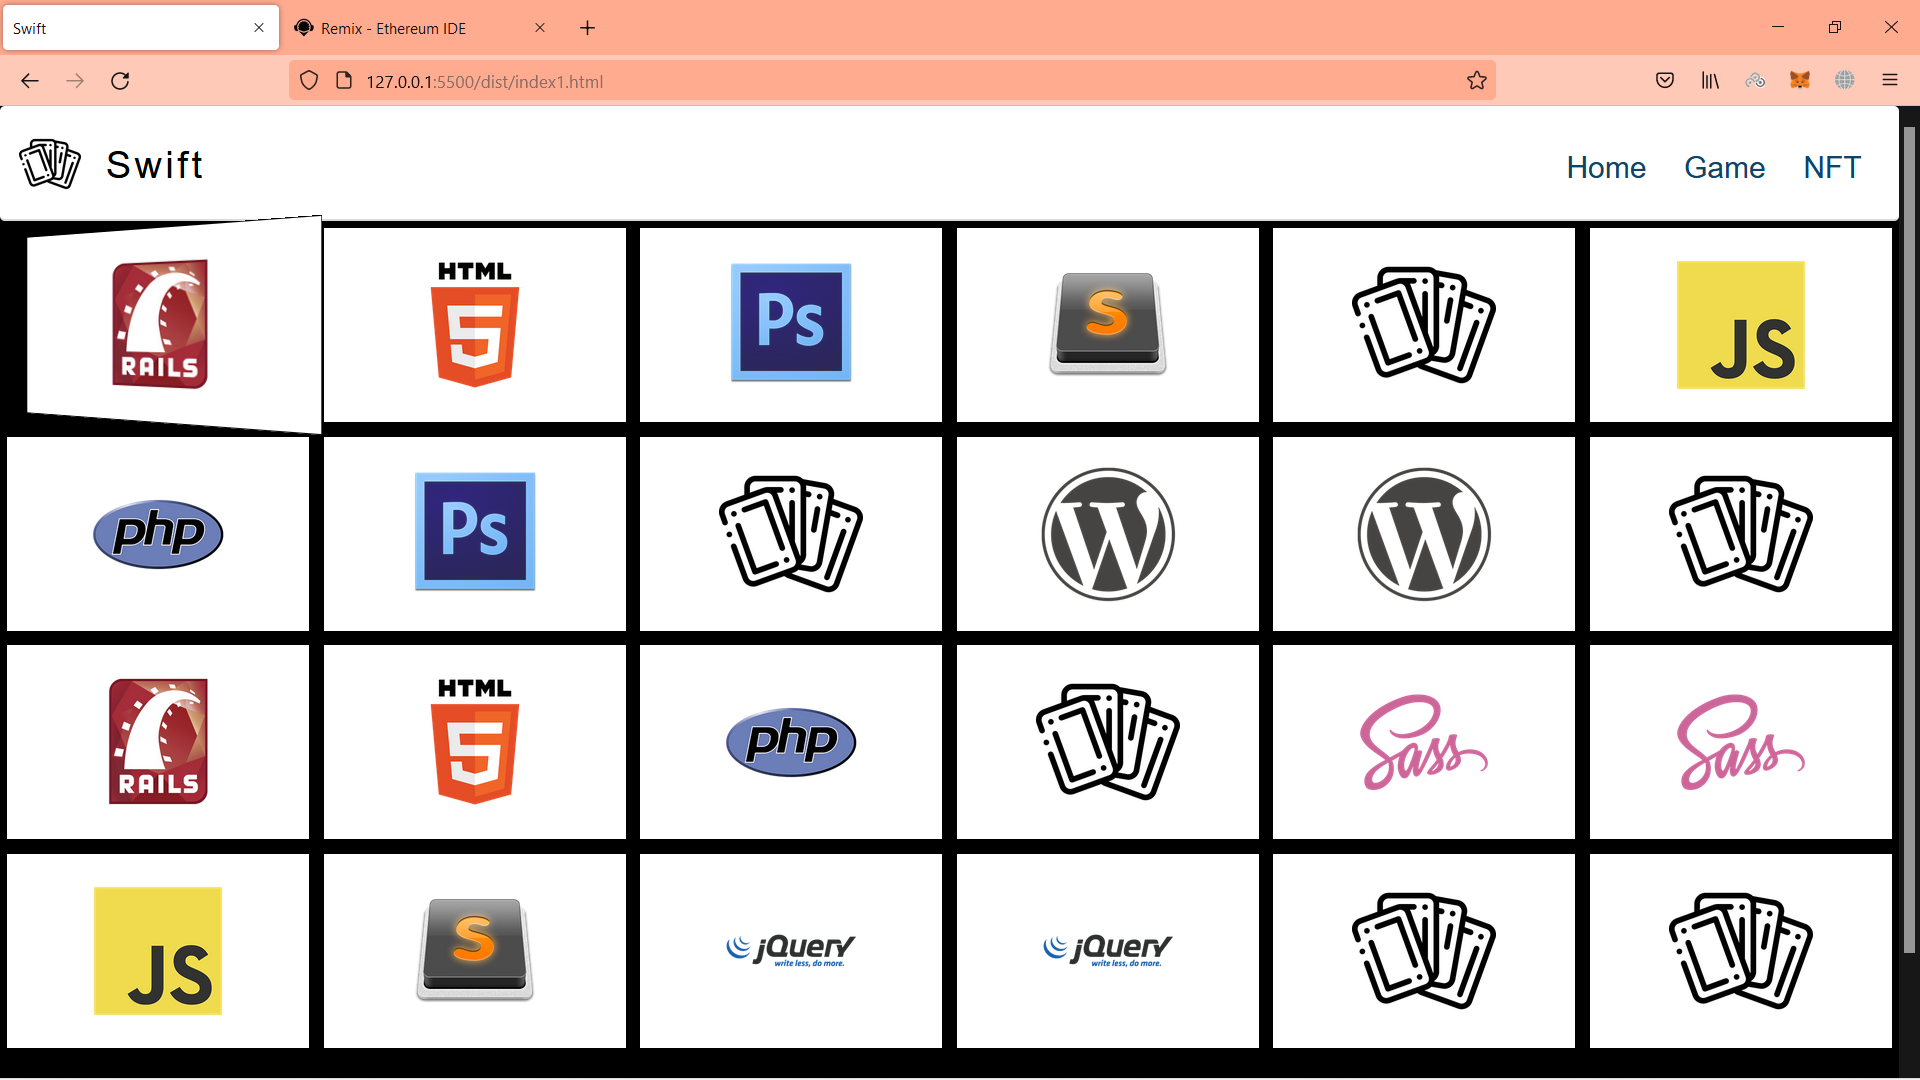 Swift
Remix - Ethereum IDE
127.0.0.1:5500/dist/index1.html
Swift
Home Game NFT
RAILS
HTML
5
Ps
S
JS
php
Ps
W
W
RAILS
HTML
5
php
Sass
Sass
JS
S
jQuery
write less, do more.
jQuery
write less, do more.